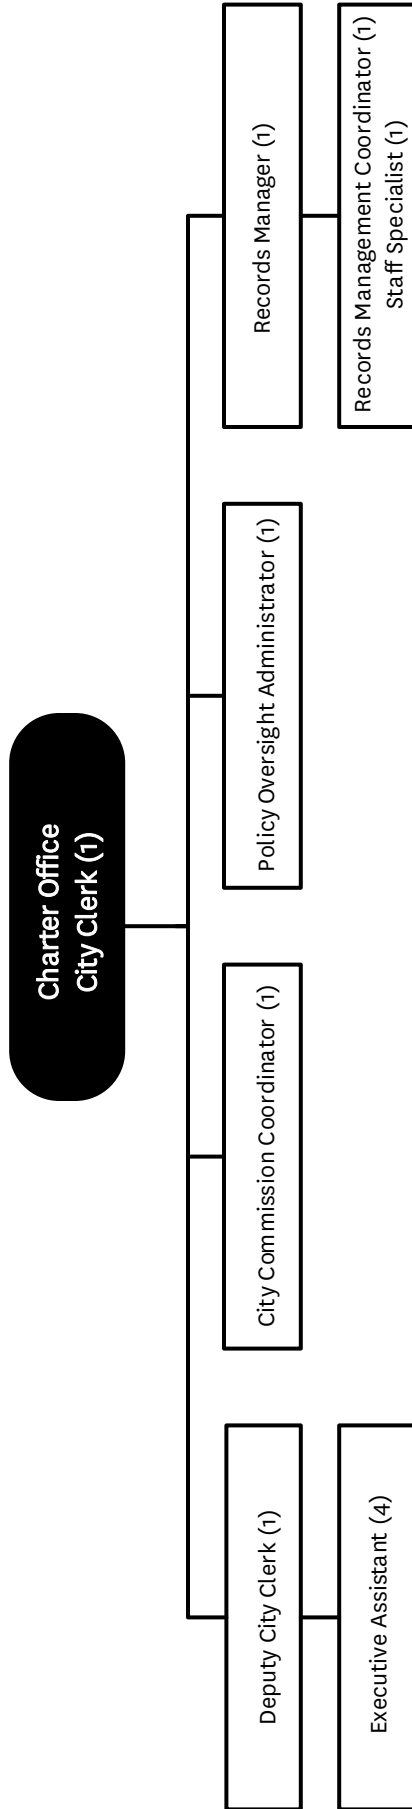 Charter Office
City Clerk (1)
Deputy City Clerk (1)
City Commission Coordinator (1)
Policy Oversight Administrator (1)
Records Manager (1)
Executive Assistant (4)
Records Management Coordinator (1)
Staff Specialist (1)